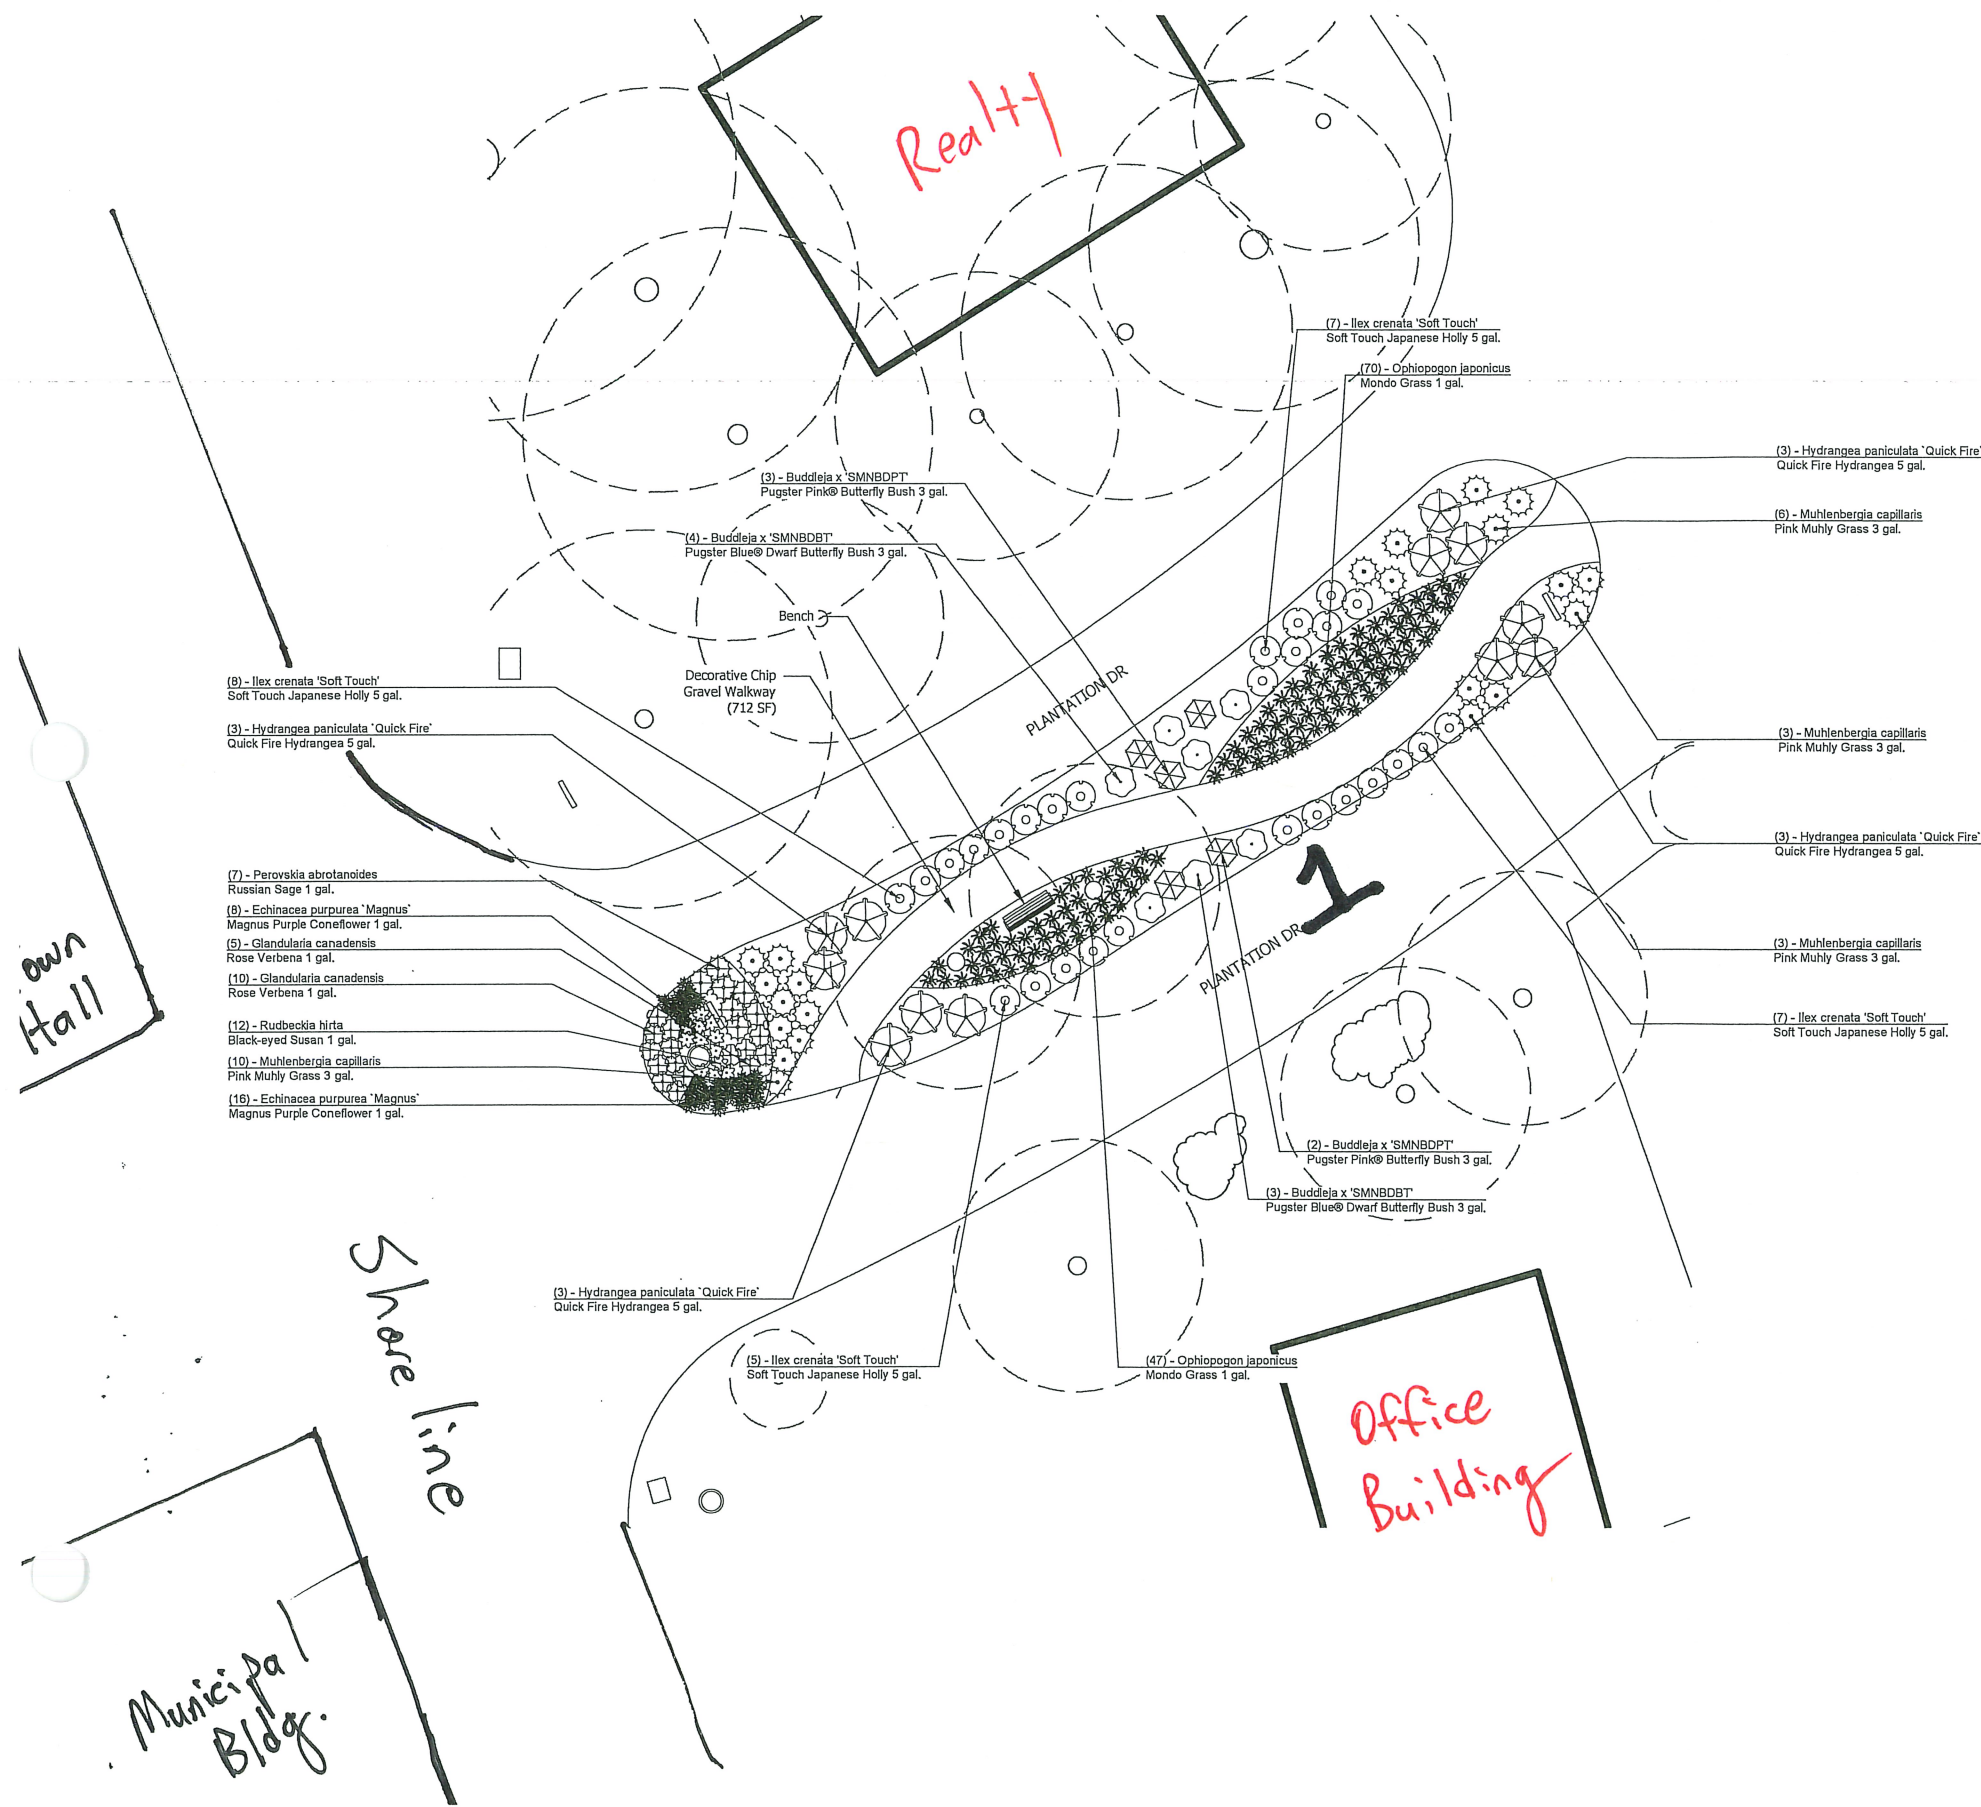 Realty
(7) - Ilex crenata 'Soft Touch'
Soft Touch Japanese Holly 5 gal.
(70) - Ophiopogon japonicus
Mondo Grass 1 gal.
(3) - Hydrangea paniculata `Quick Fire`
Quick Fire Hydrangea 5 gal.
(6) - Muhlenbergia capillaris
Pink Muhly Grass 3 gal.
(3) - Buddleja x 'SMNBDPT'
Pugster Pink® Butterfly Bush 3 gal.
(4) - Buddleja x 'SMNBDBT'
Pugster Blue® Dwarf Butterfly Bush 3 gal.
Bench
Decorative Chip
Gravel Walkway
(712 SF)
PLANTATION DR
(8) - Ilex crenata 'Soft Touch'
Soft Touch Japanese Holly 5 gal.
(3) - Hydrangea paniculata `Quick Fire`
Quick Fire Hydrangea 5 gal.
(3) - Muhlenbergia capillaris
Pink Muhly Grass 3 gal.
(3) - Hydrangea paniculata `Quick Fire`
Quick Fire Hydrangea 5 gal.
1
(7) - Perovskia abrotanoides
Russian Sage 1 gal.
(8) - Echinacea purpurea `Magnus`
Magnus Purple Coneflower 1 gal.
(5) - Glandularia canadensis
Rose Verbena 1 gal.
(10) - Glandularia canadensis
Rose Verbena 1 gal.
(12) - Rudbeckia hirta
Black-eyed Susan 1 gal.
(10) - Muhlenbergia capillaris
Pink Muhly Grass 3 gal.
(16) - Echinacea purpurea `Magnus`
Magnus Purple Coneflower 1 gal.
own
Hall
PLANTATION DR
(3) - Muhlenbergia capillaris
Pink Muhly Grass 3 gal.
(7) - Ilex crenata 'Soft Touch'
Soft Touch Japanese Holly 5 gal.
(2) - Buddleja x 'SMNBDPT'
Pugster Pink® Butterfly Bush 3 gal.
(3) - Buddleja x 'SMNBDBT'
Pugster Blue® Dwarf Butterfly Bush 3 gal.
Shore line
(3) - Hydrangea paniculata `Quick Fire`
Quick Fire Hydrangea 5 gal.
(5) - Ilex crenata 'Soft Touch'
Soft Touch Japanese Holly 5 gal.
(47) - Ophiopogon japonicus
Mondo Grass 1 gal.
Office
Building
Municipal
Bldg.